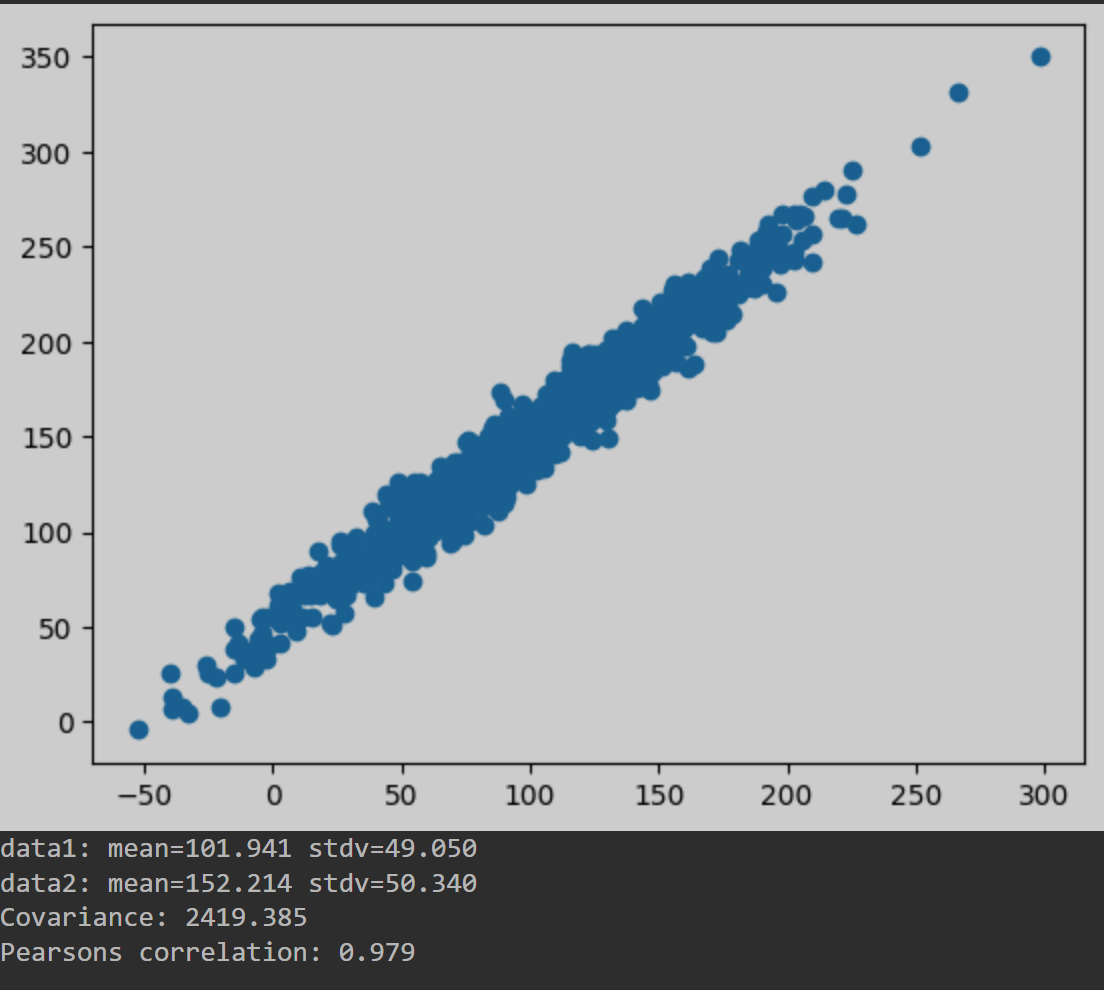 350
300
250
200
150
100
50
0
−50 0 50 100 150 200 250 300
data1: mean=101.941 stdv=49.050
data2: mean=152.214 stdv=50.340
Covariance: 2419.385
Pearsons correlation: 0.979